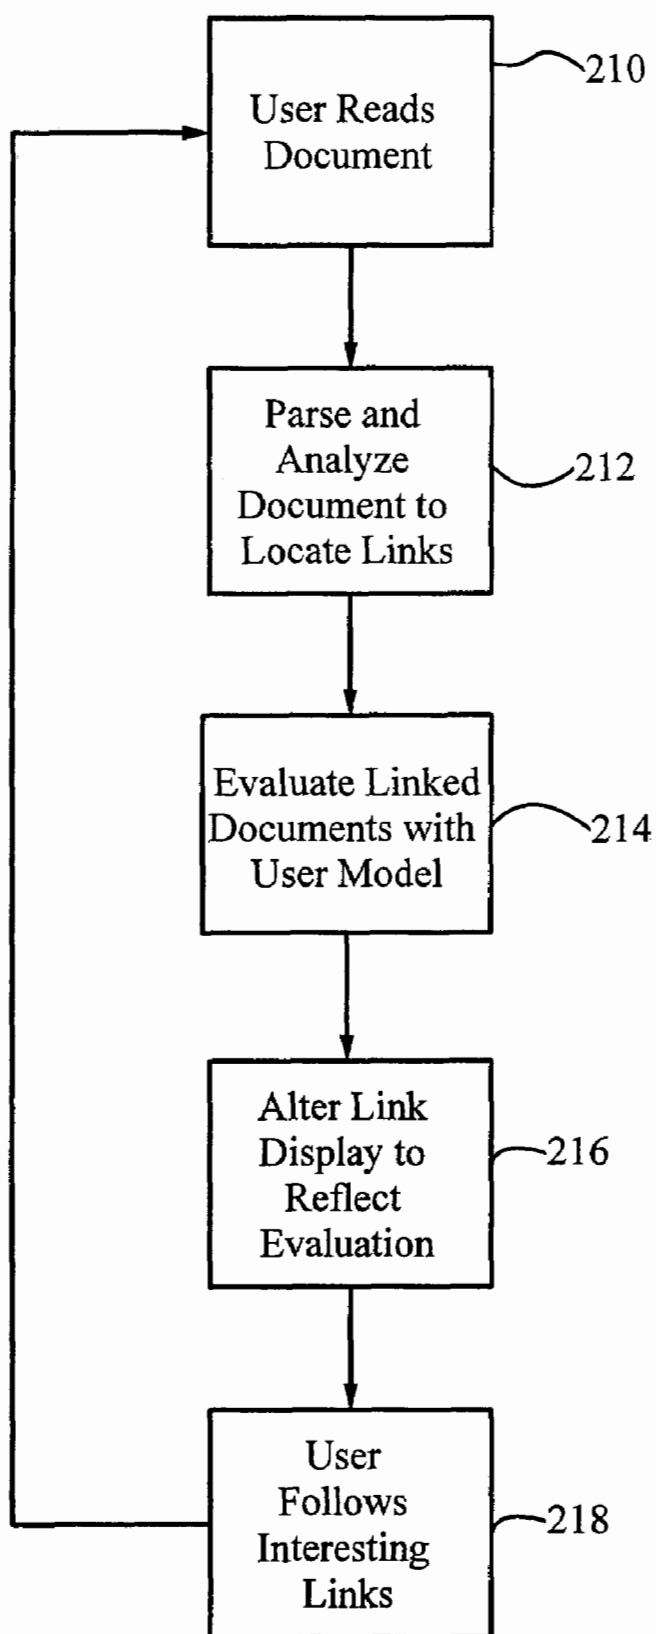 User Reads
Document
210
Parse and
Analyze
Document to
Locate Links
212
Evaluate Linked
Documents with
User Model
214
Alter Link
Display to
Reflect
Evaluation
216
User
Follows
Interesting
Links
218